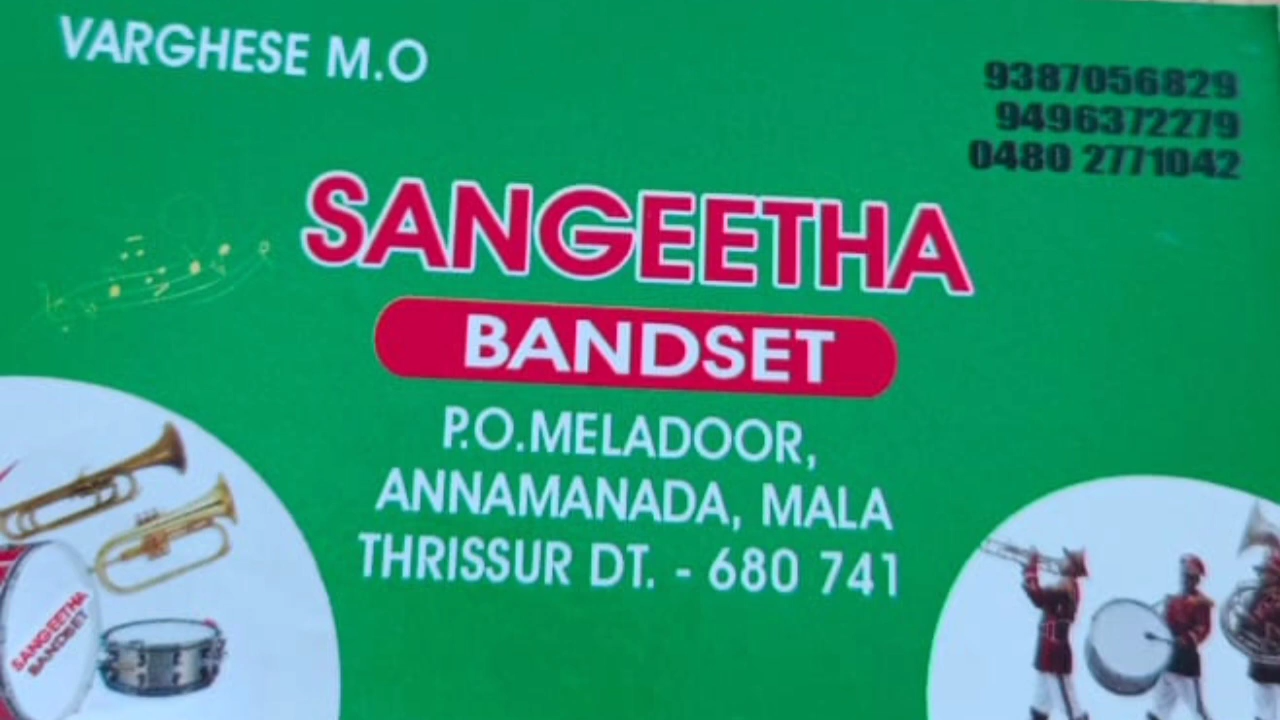 VARGHESE M.O
9387056829
9496372279
0480 2771042
SANGEETHA
BANDSET
P.O.MELADOOR,
ANNAMANADA, MALA
THRISSUR DT. - 680 741
SANGEETHA
BANDSET